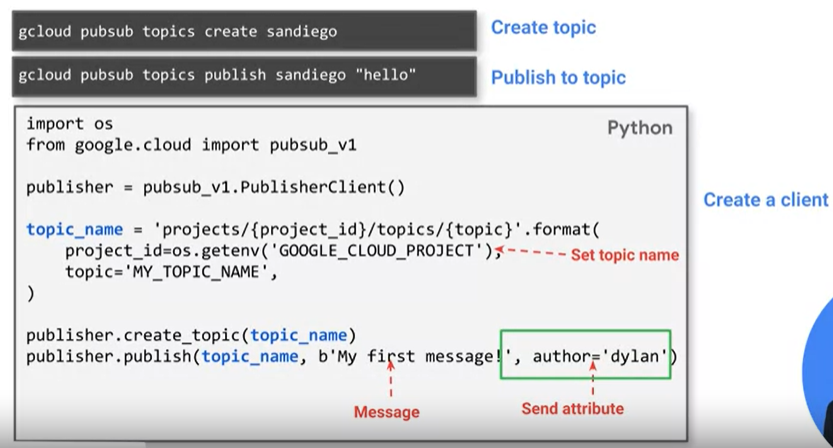 gcloud pubsub topics create sandiego
Create topic
gcloud pubsub topics publish sandiego "hello"
Publish to topic
Python
import os
from google.cloud import pubsub_v1
publisher = pubsub_v1.PublisherClient()
Create a client
topic_name = 'projects/{project_id}/topics/{topic}'.format(
project_id=os.getenv('GOOGLE_CLOUD_PROJECT'),
Set topic name
topic='MY_TOPIC_NAME',
)
publisher.create_topic(topic_name)
publisher.publish(topic_name, b'My first message!', author='dylan')
Message
Send attribute